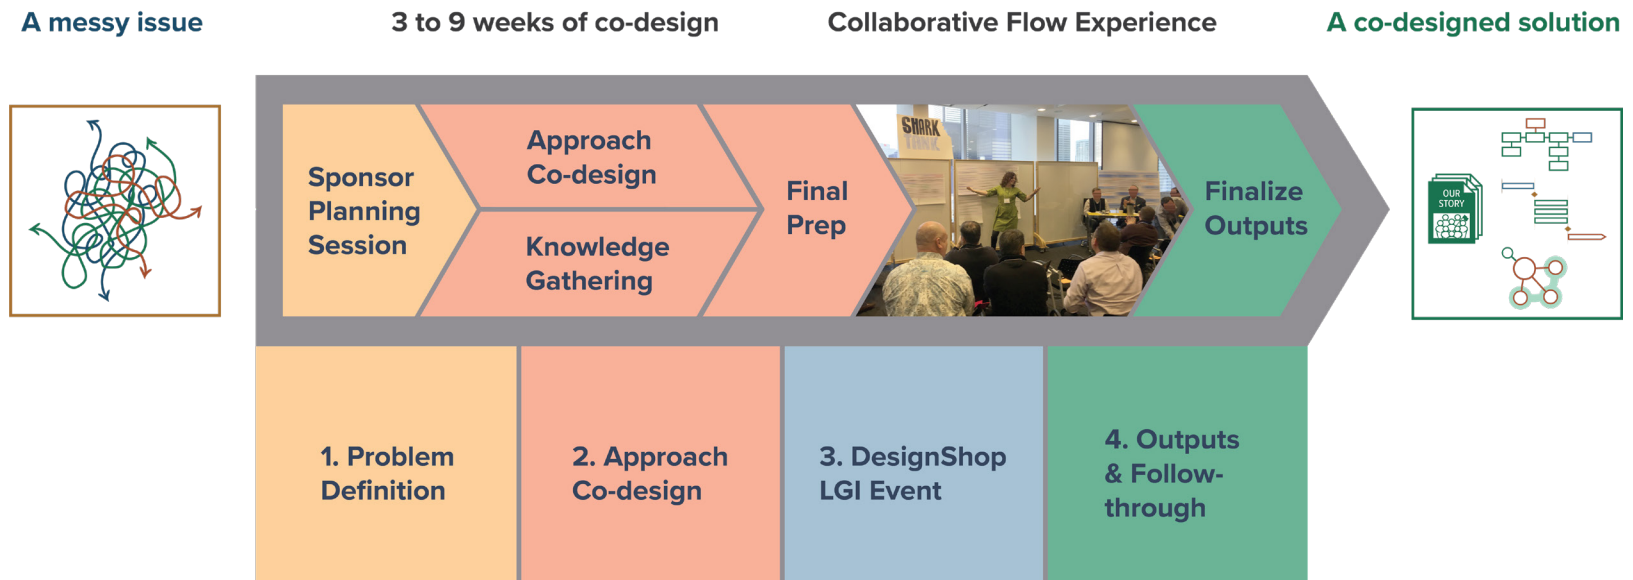 A messy issue
3 to 9 weeks of co-design
Collaborative Flow Experience
A co-designed solution
Sponsor
Planning
Session
Approach
Co-design
Knowledge
Gathering
Final
Prep
SHARK
TANK
Finalize
Outputs
OUR
STORY
1. Problem
Definition
2. Approach
Co-design
3. DesignShop
LGI Event
4. Outputs
& Follow-
through